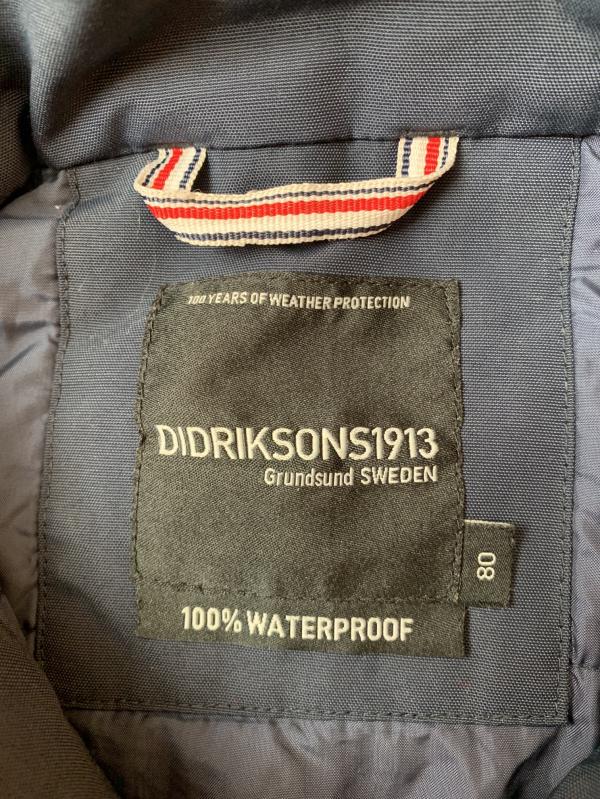 100 YEARS OF WEATHER PROTECTION
DIDRIKSONS1913
Grundsund SWEDEN
80
100% WATERPROOF